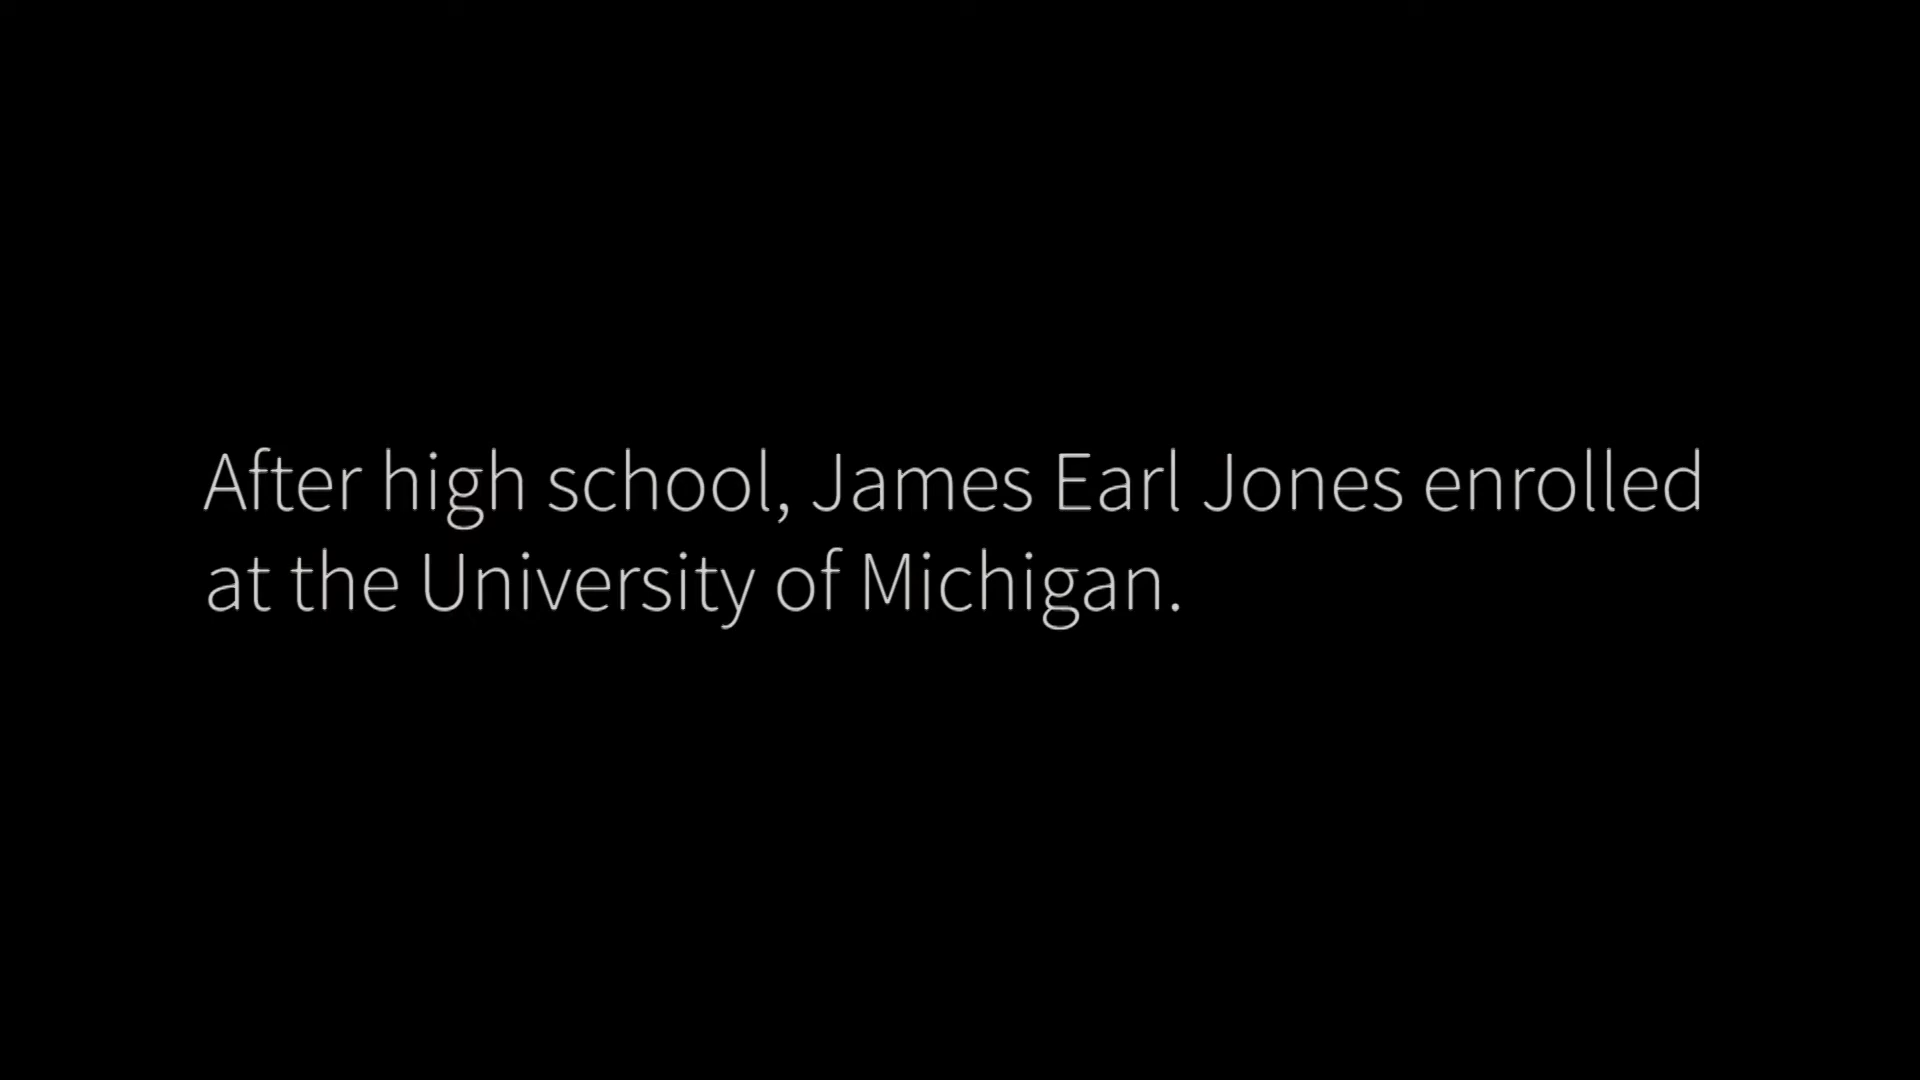 After high school, James Earl Jones enrolled
at the University of Michigan.